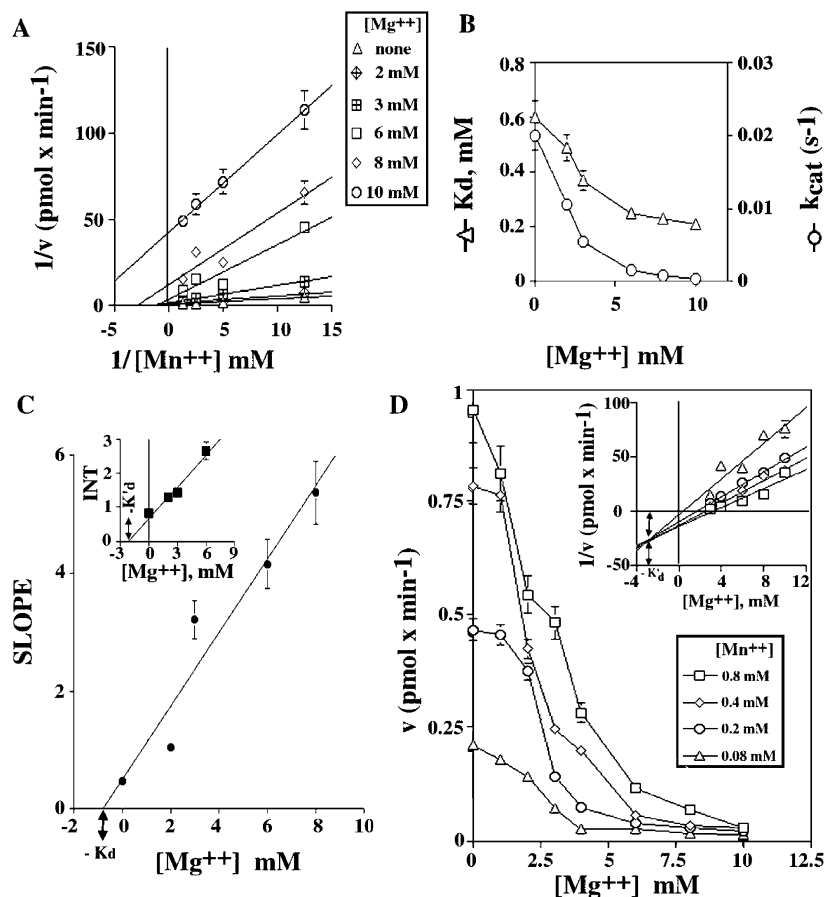 A
[Mg++]
none
2 mM
3 mM
6 mM
8 mM
10 mM
150
100
50
0
-5
0
5
10
15
1/v (pmol x min-1)
1/[Mn++] mM
B
0.8
0.6
0.4
0.2
0
0.03
0.02
0.01
0
0
2
4
6
8
10
Kd, mM
kcat (s-1)
[Mg++] mM
C
6
4
2
0
-2
0
2
4
6
8
10
SLOPE
- Kd
[Mg++] mM
3
2
1
0
-3
0
3
6
9
INT
-K'd
[Mg++], mM
D
1
0.75
0.5
0.25
0
0
2.5
5
7.5
10
12.5
v (pmol x min-1)
[Mg++] mM
100
50
0
-50
-4
0
4
8
12
1/v (pmol x min-1)
- K'd
[Mg++], mM
[Mn++]
0.8 mM
0.4 mM
0.2 mM
0.08 mM